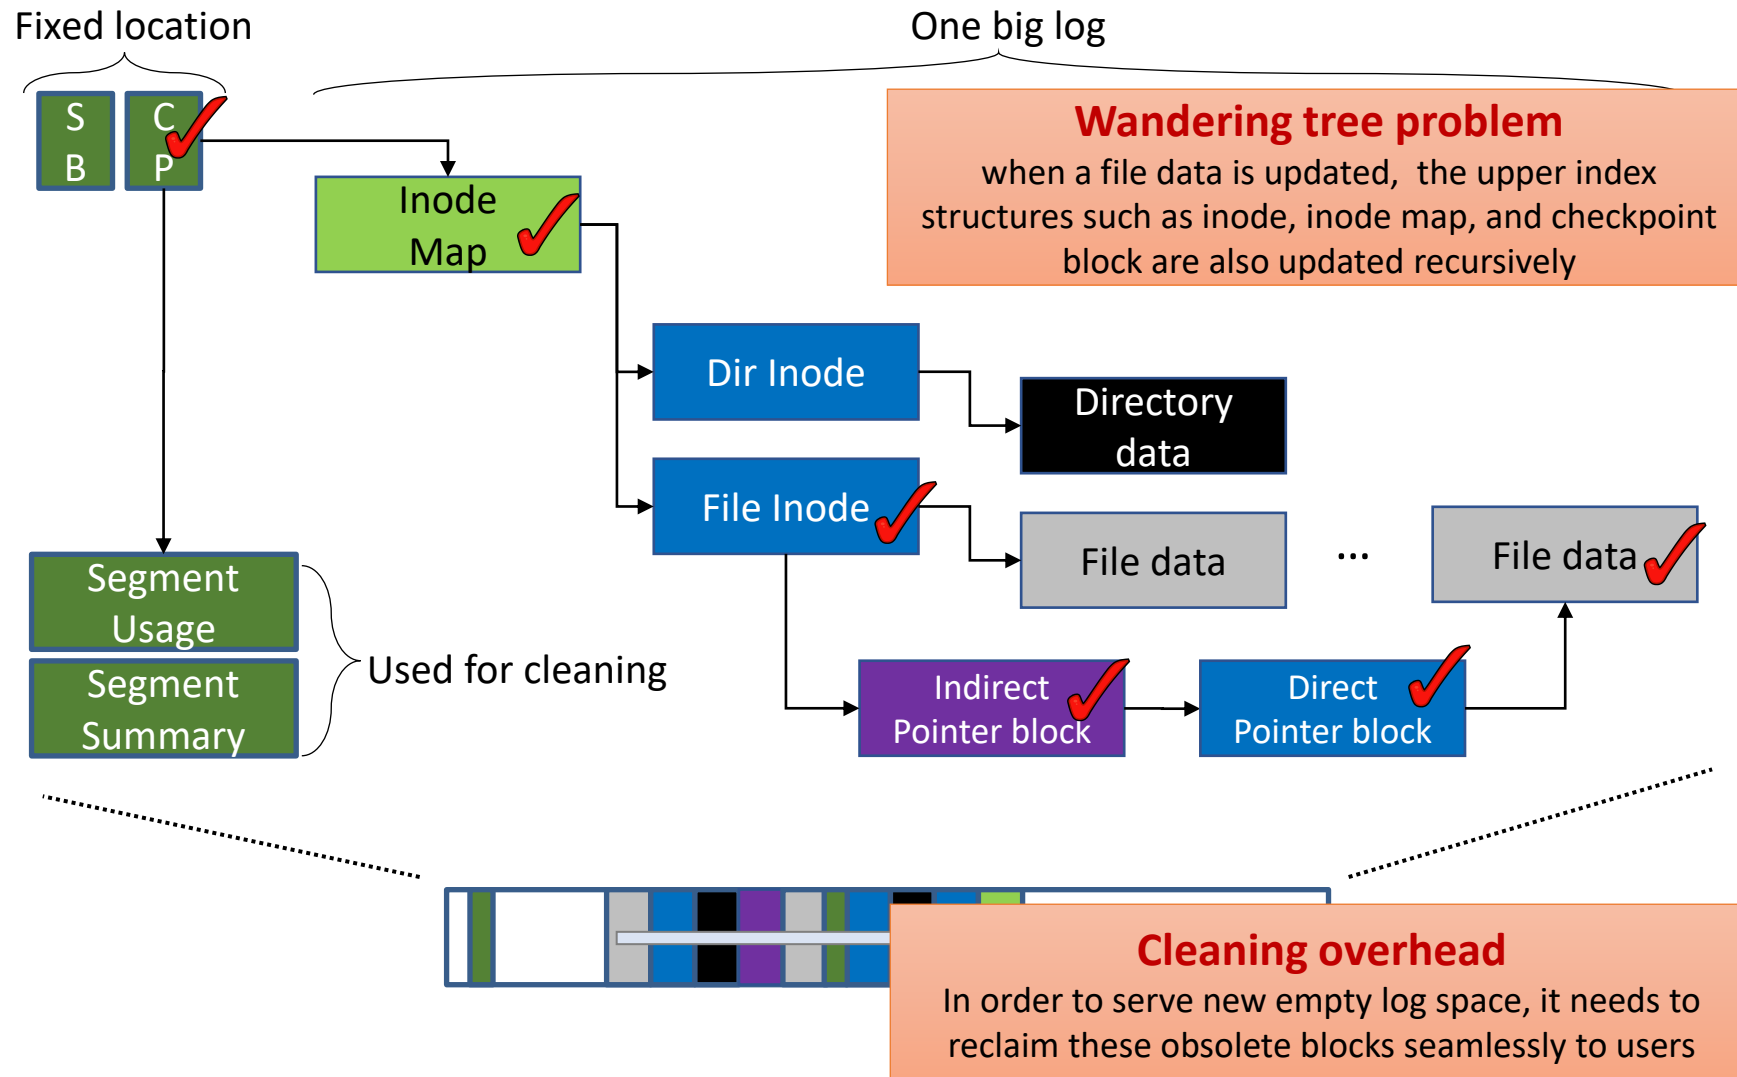 Fixed location
One big log
S
B
C
P
Wandering tree problem
when a file data is updated, the upper index
structures such as inode, inode map, and checkpoint
block are also updated recursively
Inode
Map
Dir Inode
Directory
data
File Inode
File data
...
File data
Segment
Usage
Segment
Summary
Used for cleaning
Indirect
Pointer block
Direct
Pointer block
Cleaning overhead
In order to serve new empty log space, it needs to
reclaim these obsolete blocks seamlessly to users